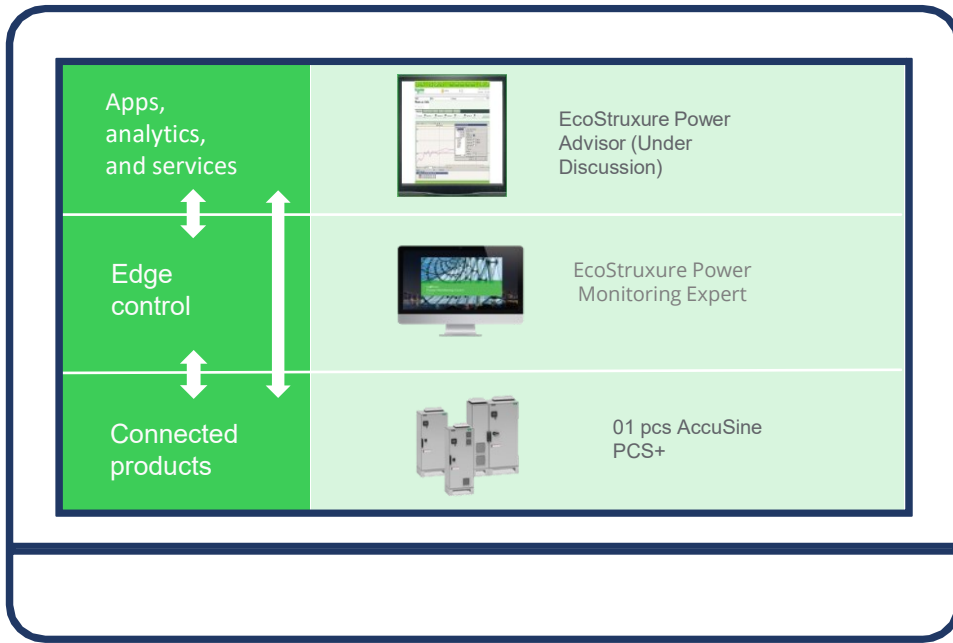 Apps,
analytics,
and services
EcoStruxure Power
Advisor (Under
Discussion)
Edge
control
EcoStruxure Power
Monitoring Expert
Connected
products
01 pcs AccuSine
PCS+